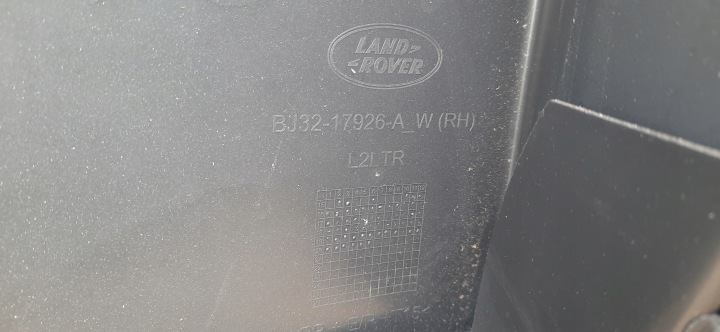 LAND
ROVER
BJ32-17926-A_W (RH)
L2LTR